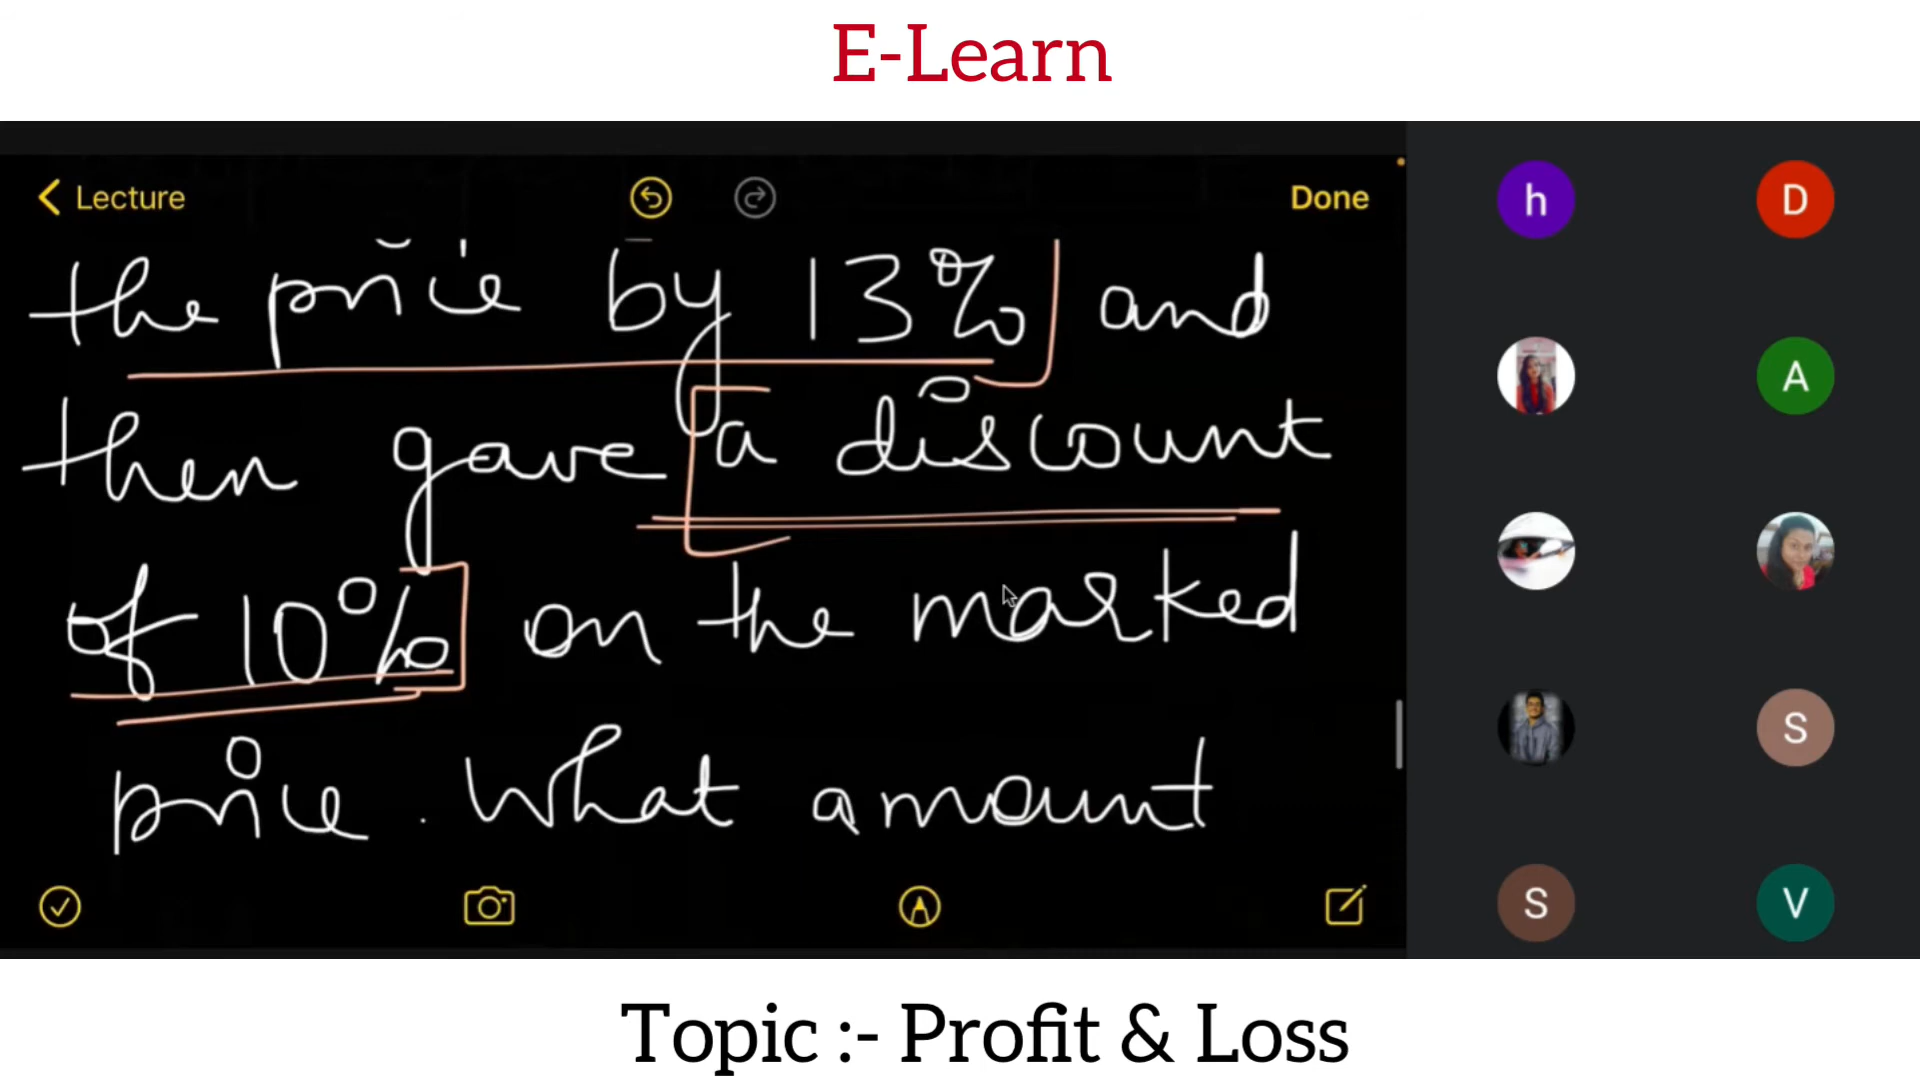 E-Learn
Lecture
Done
the price by 13% and
then gave a discount
of 10% on the marked
price. What amount
h
D
A
S
S
V
Topic :- Profit & Loss